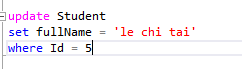 update Student
set fullName = 'le chi tai'
where Id = 5